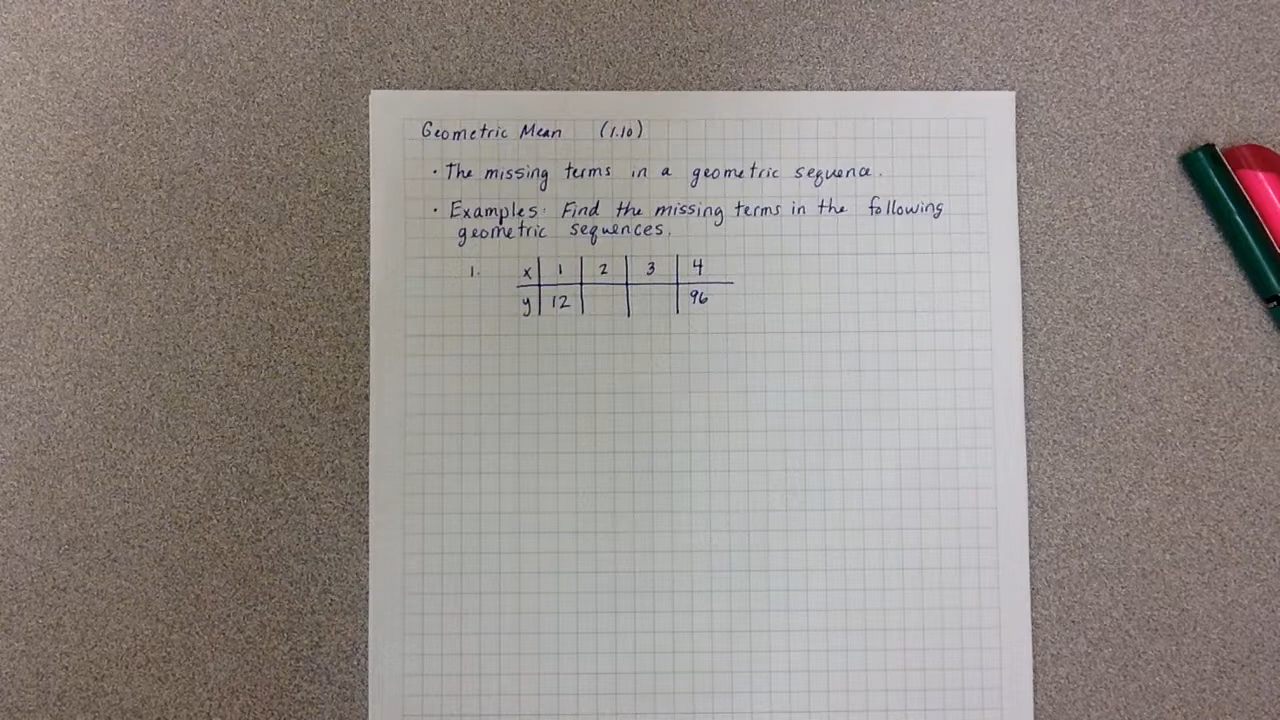 Geometric Mean (1.10)
• The missing terms in a geometric sequence.
• Examples: Find the missing terms in the following
geometric sequences.
1. x 1 2 3 4
y 12 96